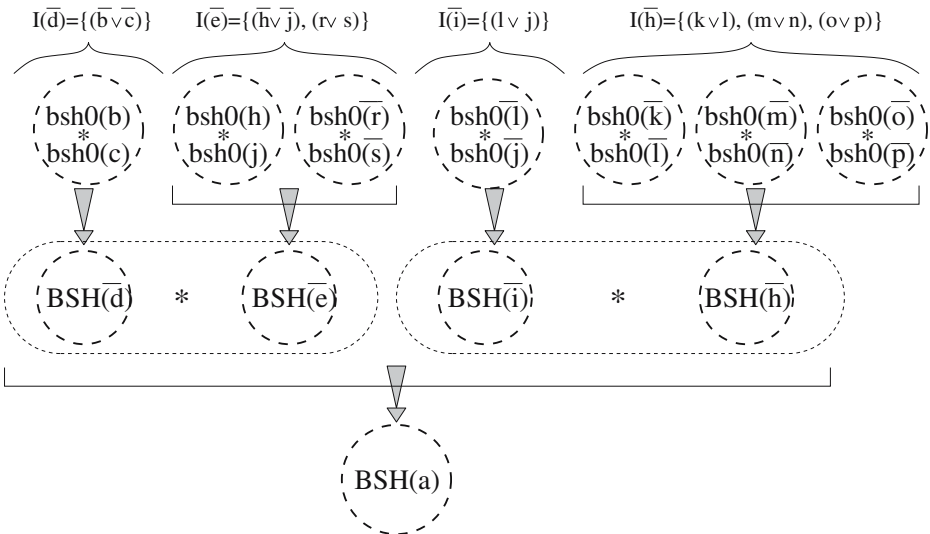 I(d̅)={(b̅∨c̅)} I(e̅)={(h̅∨ j̅), (r∨ s)} I(i̅)={(l∨ j)} I(h̅)={(k∨l), (m∨n), (o∨p)}
bsh0(b) bsh0(h) bsh0(r̅) bsh0(l̅) bsh0(k̅) bsh0(m̅) bsh0(o̅)
* * * * * * *
bsh0(c) bsh0(j) bsh0(s̅) bsh0(j̅) bsh0(l̅) bsh0(n̅) bsh0(p̅)
BSH(d̅) * BSH(e̅) BSH(i̅) * BSH(h̅)
BSH(a)